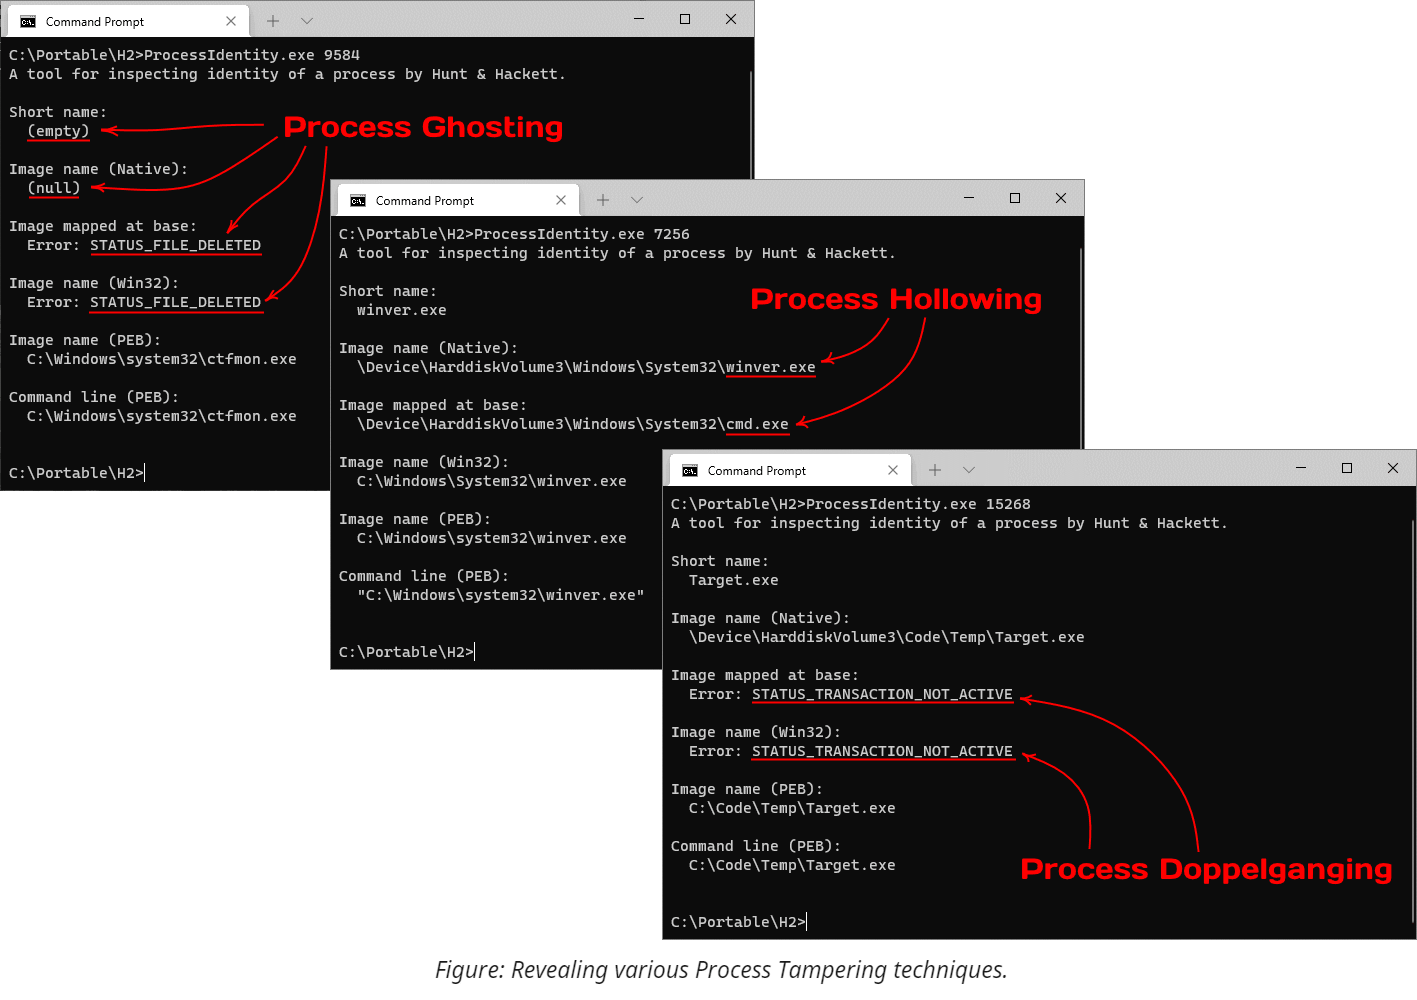 Command Prompt
C:\Portable\H2>ProcessIdentity.exe 9584
A tool for inspecting identity of a process by Hunt & Hackett.
Short name:
(empty)
Process Ghosting
Image name (Native):
(null)
Image mapped at base:
Error: STATUS_FILE_DELETED
Image name (Win32):
Error: STATUS_FILE_DELETED
Image name (PEB):
C:\Windows\system32\ctfmon.exe
Command line (PEB):
C:\Windows\system32\ctfmon.exe
C:\Portable\H2>
Command Prompt
C:\Portable\H2>ProcessIdentity.exe 7256
A tool for inspecting identity of a process by Hunt & Hackett.
Short name:
winver.exe
Process Hollowing
Image name (Native):
\Device\HarddiskVolume3\Windows\System32\winver.exe
Image mapped at base:
\Device\HarddiskVolume3\Windows\System32\cmd.exe
Image name (Win32):
C:\Windows\System32\winver.exe
Image name (PEB):
C:\Windows\system32\winver.exe
Command line (PEB):
"C:\Windows\system32\winver.exe"
C:\Portable\H2>
Command Prompt
C:\Portable\H2>ProcessIdentity.exe 15268
A tool for inspecting identity of a process by Hunt & Hackett.
Short name:
Target.exe
Image name (Native):
\Device\HarddiskVolume3\Code\Temp\Target.exe
Image mapped at base:
Error: STATUS_TRANSACTION_NOT_ACTIVE
Image name (Win32):
Error: STATUS_TRANSACTION_NOT_ACTIVE
Image name (PEB):
C:\Code\Temp\Target.exe
Command line (PEB):
C:\Code\Temp\Target.exe
Process Doppelganging
C:\Portable\H2>
Figure: Revealing various Process Tampering techniques.